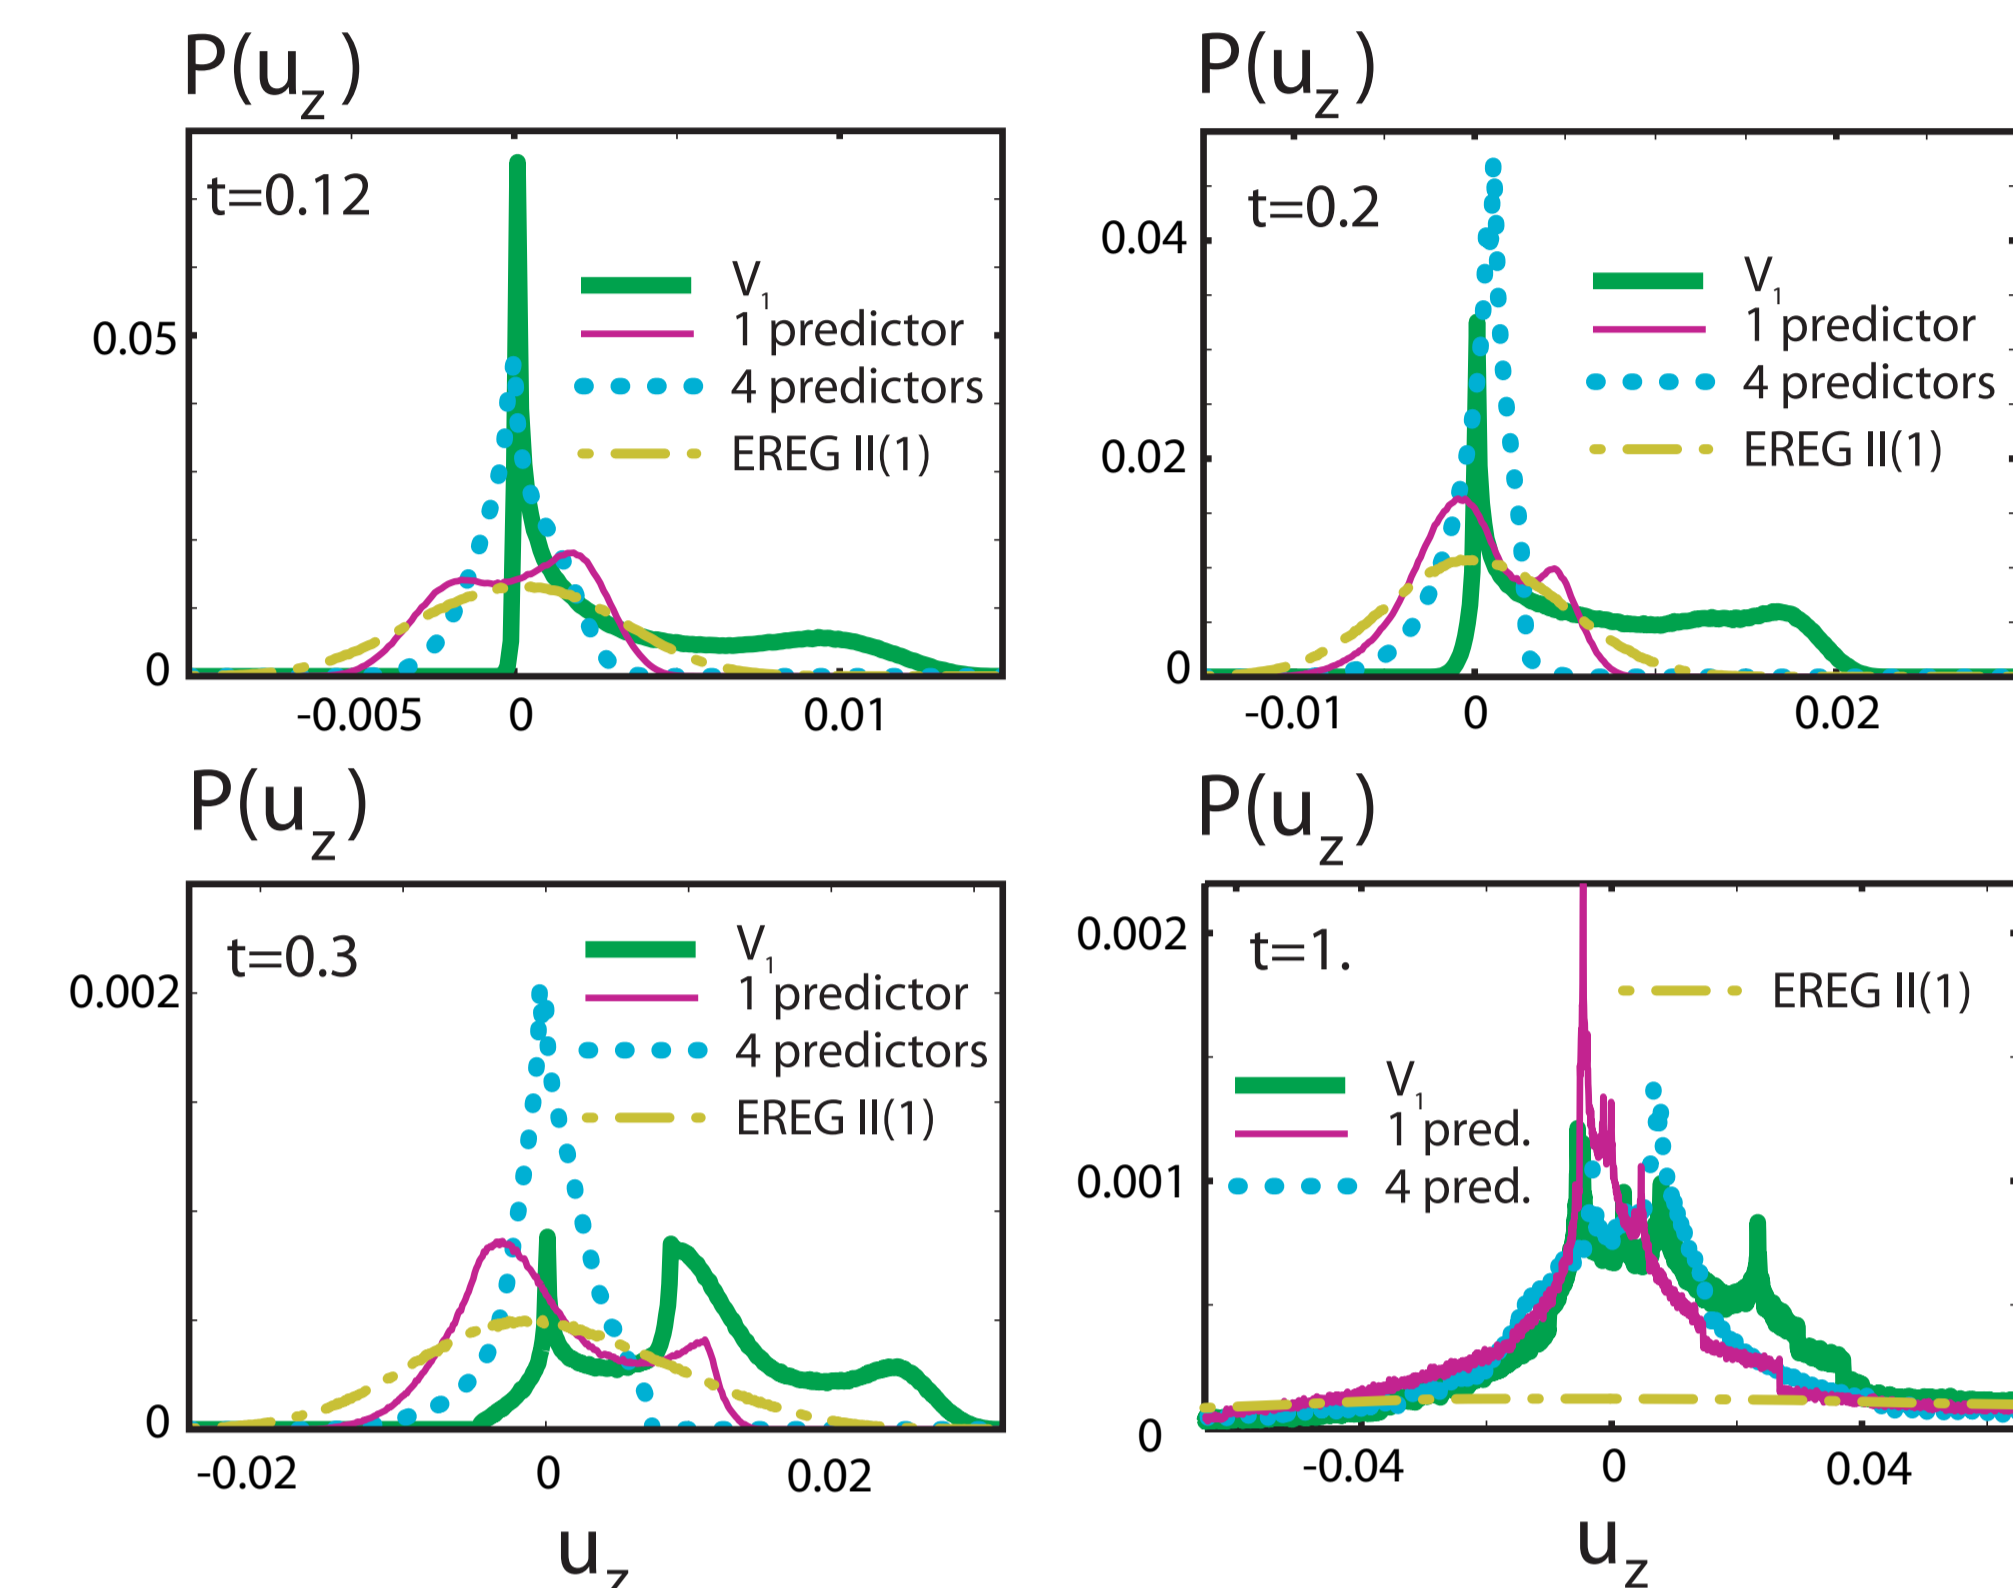 P(u_z)
t=0.12
V_1
1 predictor
4 predictors
EREG II(1)
0.05
0
-0.005 0 0.01
P(u_z)
t=0.2
V_1
1 predictor
4 predictors
EREG II(1)
0.04
0.02
0
-0.01 0 0.02
P(u_z)
t=0.3
V_1
1 predictor
4 predictors
EREG II(1)
0.002
0
-0.02 0 0.02
u_z
P(u_z)
t=1.
EREG II(1)
V_1
1 pred.
4 pred.
0.002
0.001
0
-0.04 0 0.04
u_z